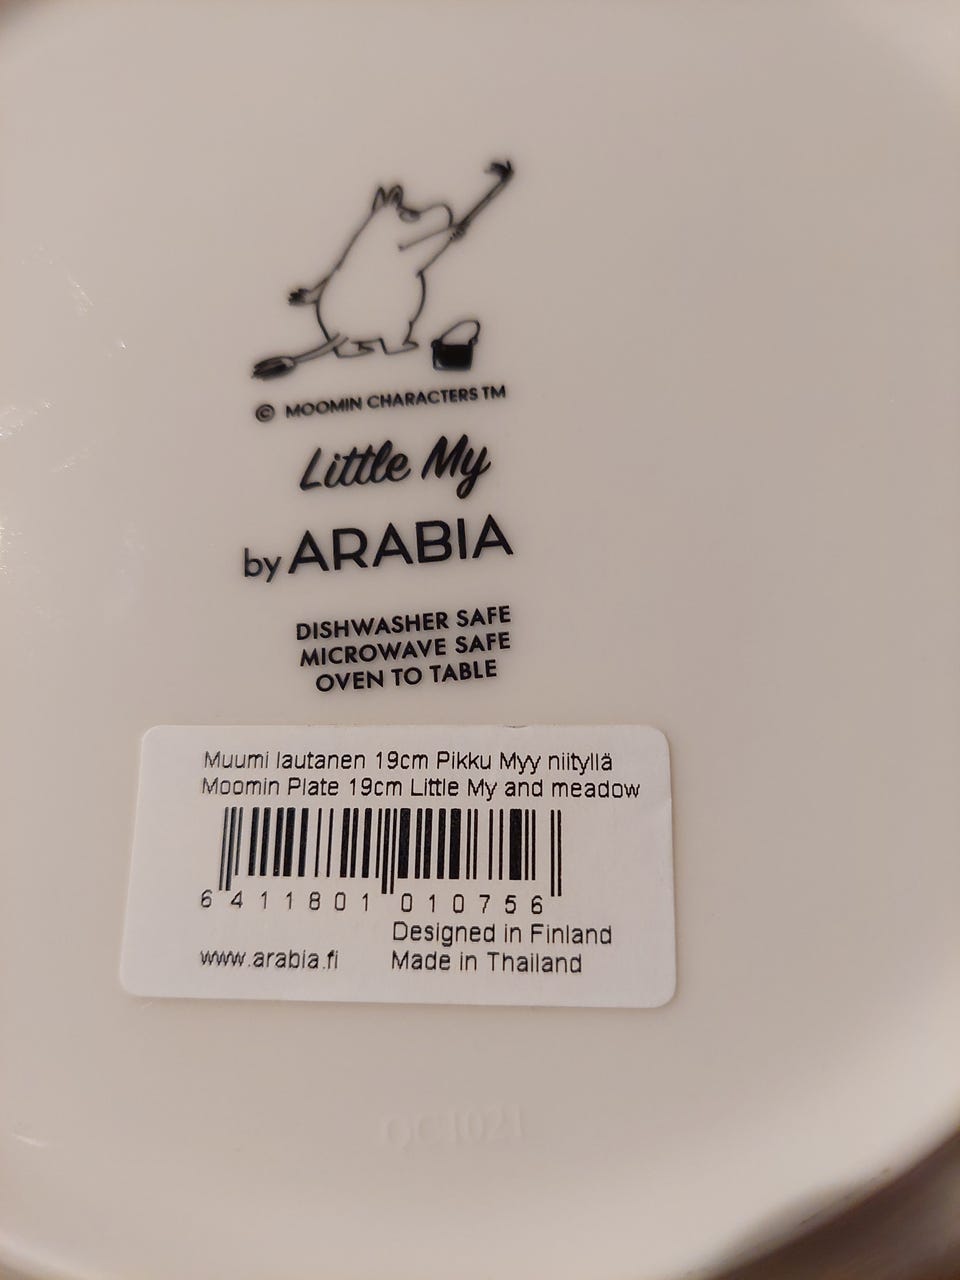 © MOOMIN CHARACTERS TM
Little My
by ARABIA
DISHWASHER SAFE
MICROWAVE SAFE
OVEN TO TABLE
Muumi lautanen 19cm Pikku Myy niityllä
Moomin Plate 19cm Little My and meadow
6 411801 010756
Designed in Finland
www.arabia.fi Made in Thailand
QC1021